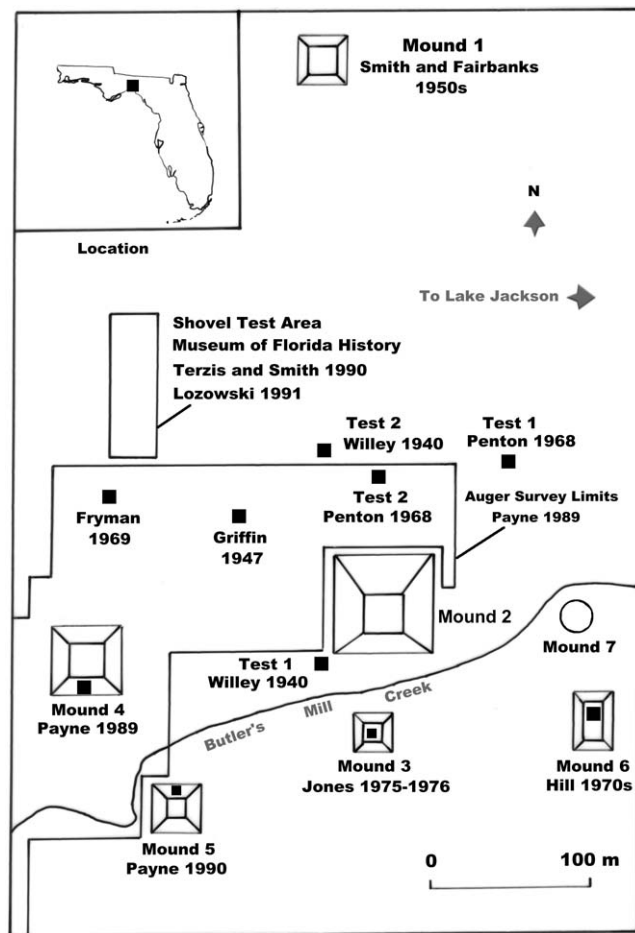 Mound 1
Smith and Fairbanks
1950s
Location
N
To Lake Jackson
Shovel Test Area
Museum of Florida History
Terzis and Smith 1990
Lozowski 1991
Test 2
Willey 1940
Test 1
Penton 1968
Test 2
Penton 1968
Auger Survey Limits
Payne 1989
Fryman
1969
Griffin
1947
Mound 2
Mound 7
Test 1
Willey 1940
Mound 4
Payne 1989
Butler's Mill Creek
Mound 3
Jones 1975-1976
Mound 6
Hill 1970s
Mound 5
Payne 1990
0 100 m